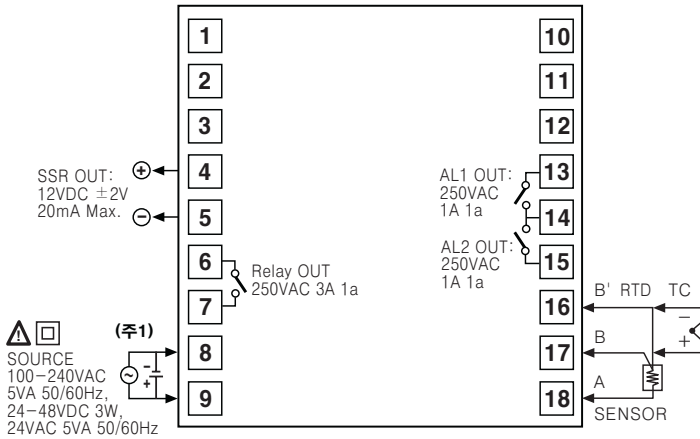 1
2
3
4
5
6
7
8
9
10
11
12
13
14
15
16
17
18
SSR OUT:
12VDC ±2V
20mA Max.
+
−
Relay OUT
250VAC 3A 1a
(주1)
SOURCE
100−240VAC
5VA 50/60Hz,
24−48VDC 3W,
24VAC 5VA 50/60Hz
−
+
AL1 OUT:
250VAC
1A 1a
AL2 OUT:
250VAC
1A 1a
B' RTD TC
−
+
B
A
SENSOR